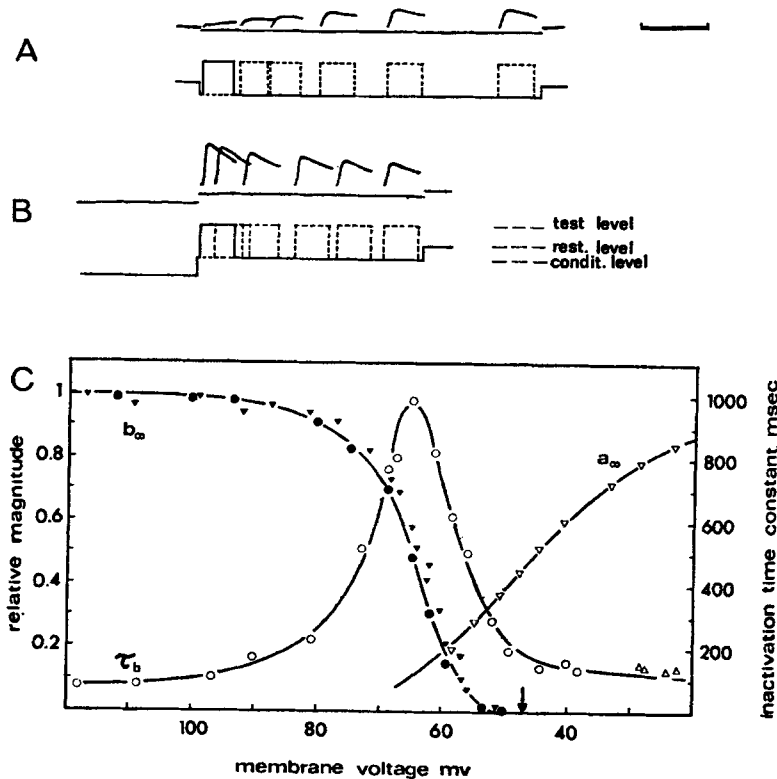 A
B
test level
rest. level
condit. level
C
relative magnitude
1
0.8
0.6
0.4
0.2
b∞
τb
a∞
1000
800
600
400
200
inactivation time constant msec
100
80
60
40
membrane voltage mv